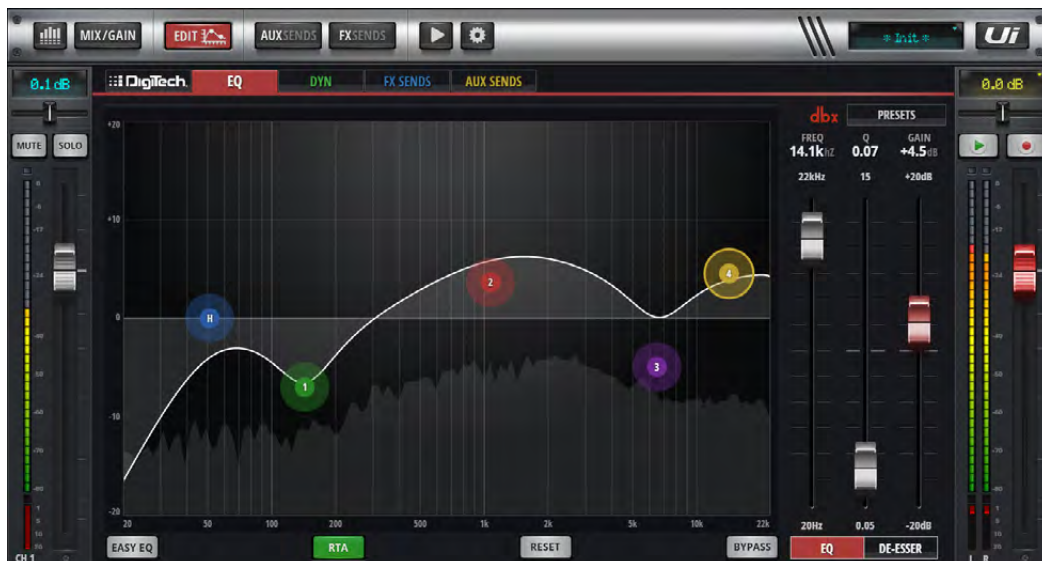 MIX/GAIN EDIT AUXSENDS FXSENDS * Init * Ui
0.1 dB DigiTech EQ DYN FX SENDS AUX SENDS 0.0 dB
dbx PRESETS
FREQ Q GAIN
14.1khZ 0.07 +4.5dB
22kHz 15 +20dB
MUTE SOLO
+20
+10
0
-10
-20
H
1
2
3
4
20 50 100 200 500 1k 2k 5k 10k 22k
20Hz 0.05 -20dB
EASY EQ RTA RESET BYPASS EQ DE-ESSER
CH 1 L R